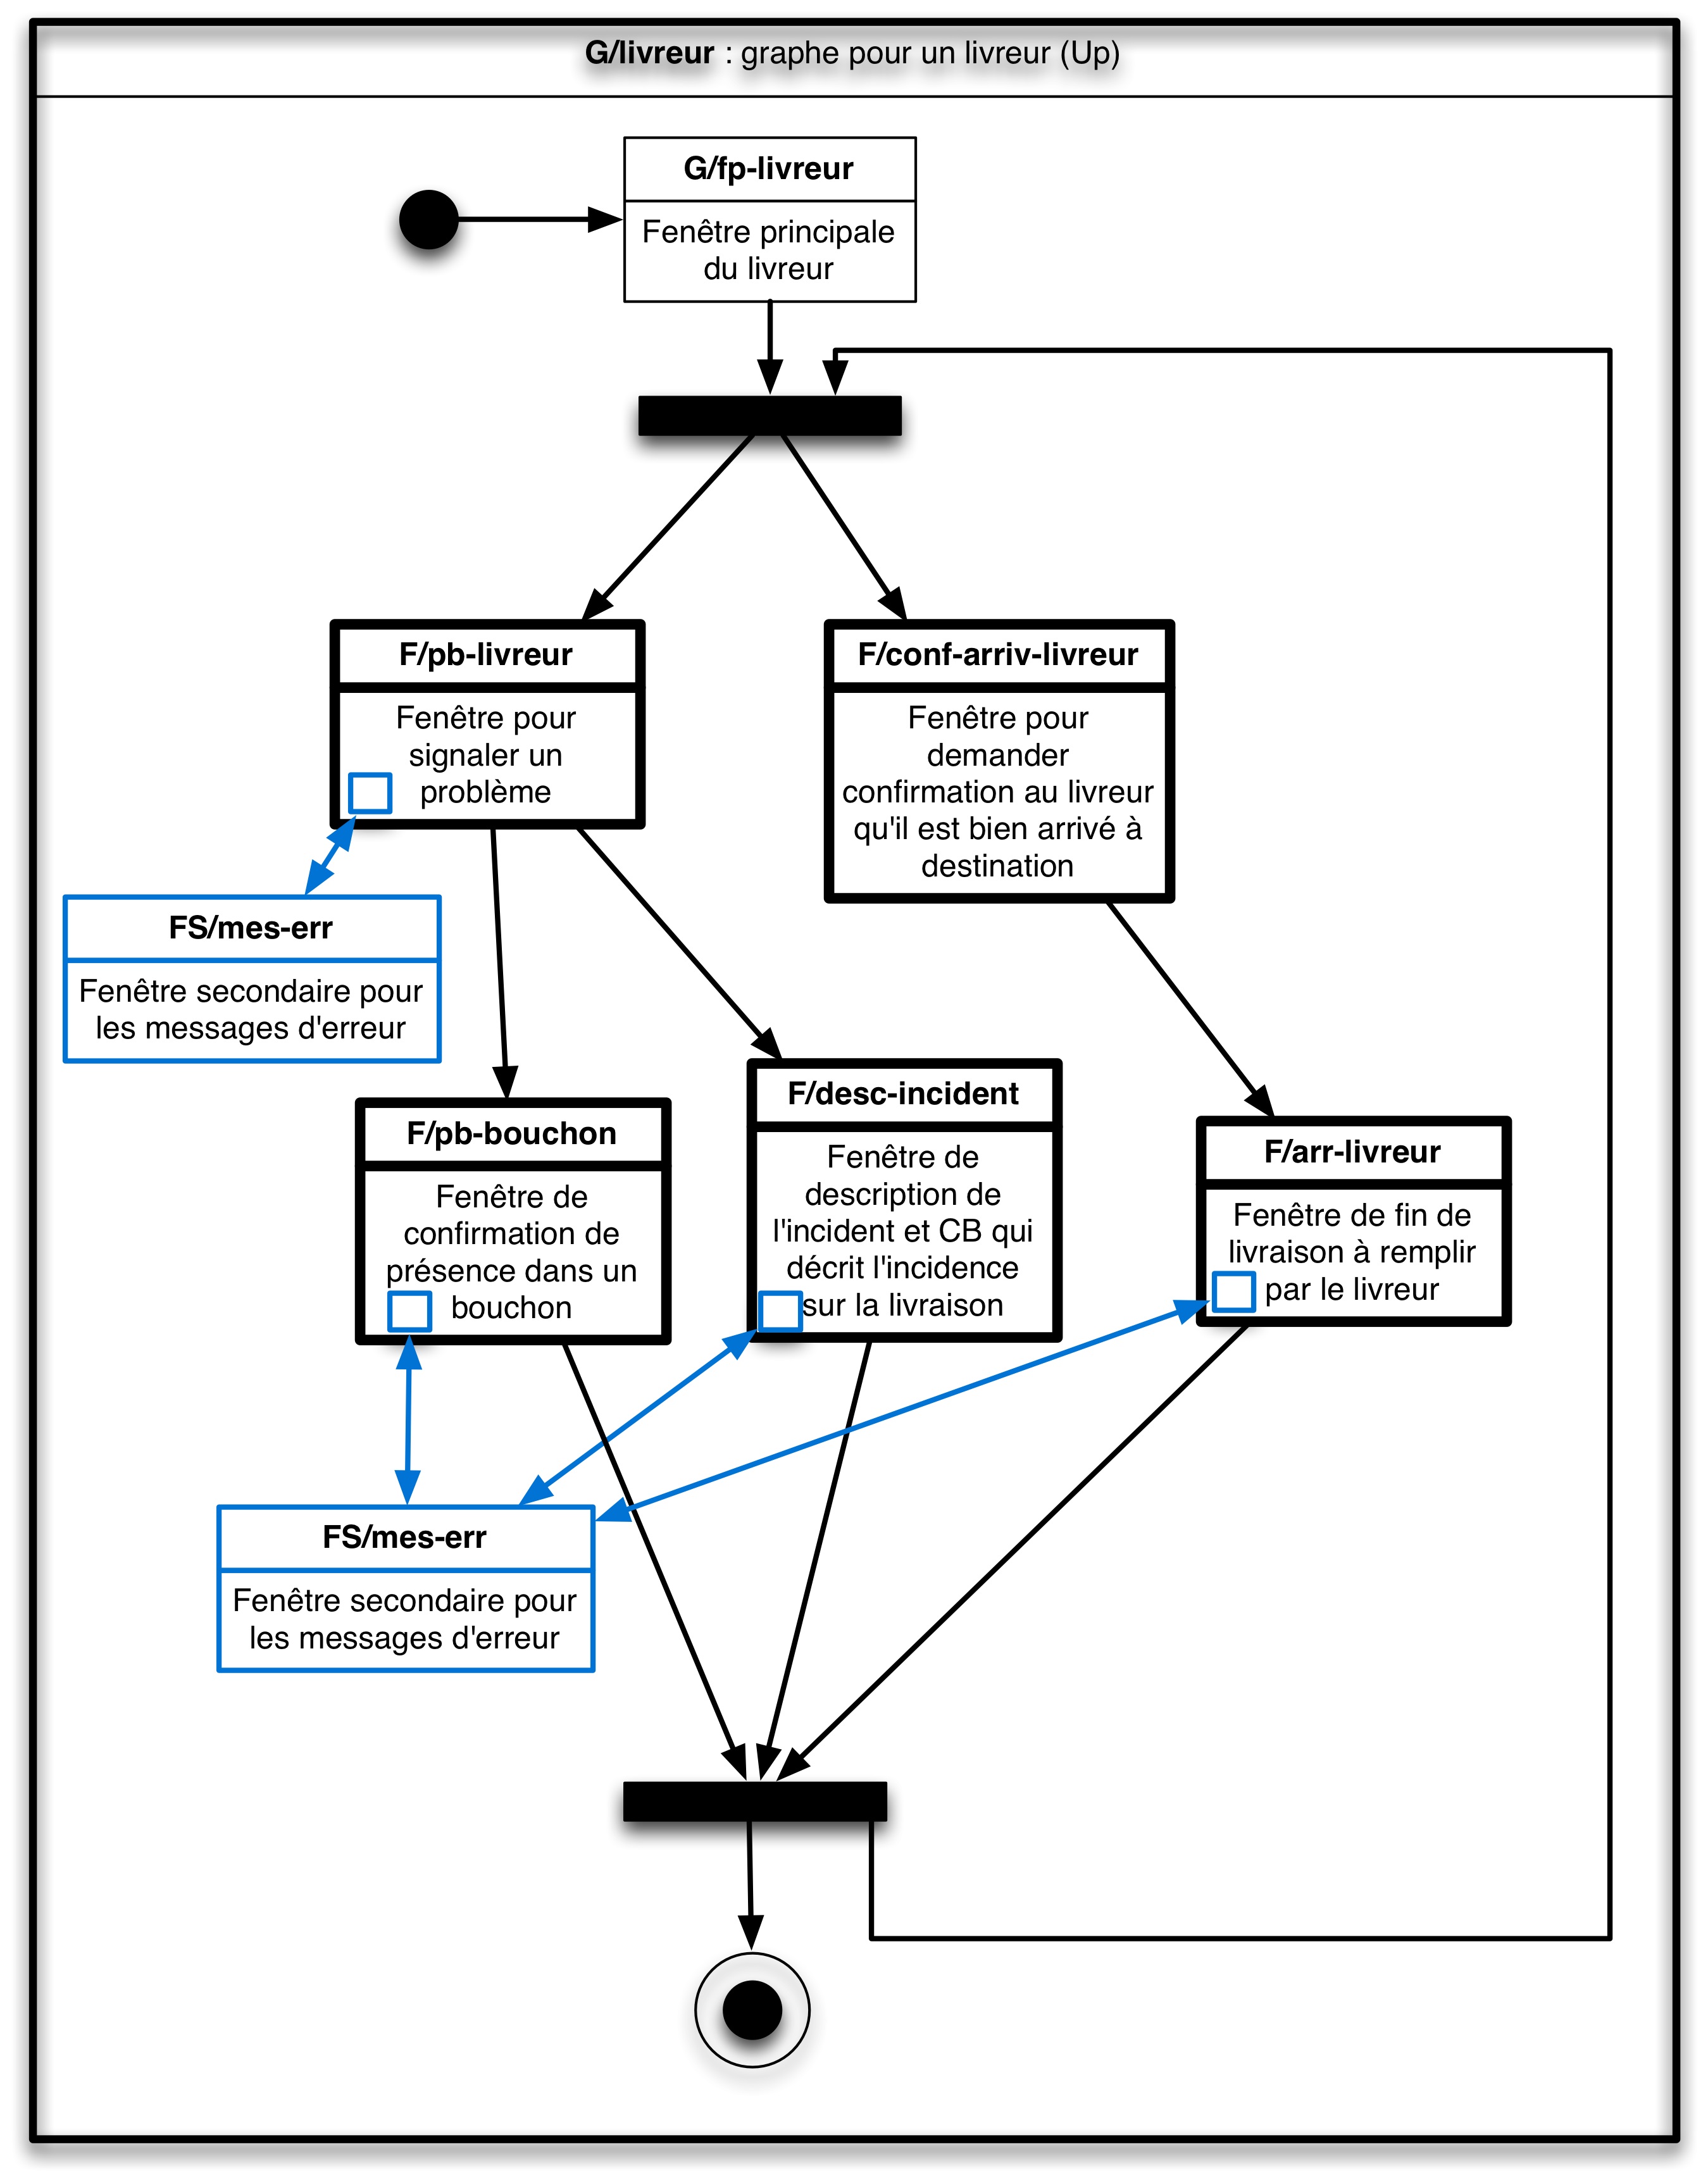 G/livreur : graphe pour un livreur (Up)
G/fp-livreur
Fenêtre principale
du livreur
F/pb-livreur
Fenêtre pour
signaler un
problème
F/conf-arriv-livreur
Fenêtre pour
demander
confirmation au livreur
qu'il est bien arrivé à
destination
FS/mes-err
Fenêtre secondaire pour
les messages d'erreur
F/pb-bouchon
Fenêtre de
confirmation de
présence dans un
bouchon
F/desc-incident
Fenêtre de
description de
l'incident et CB qui
décrit l'incidence
sur la livraison
F/arr-livreur
Fenêtre de fin de
livraison à remplir
par le livreur
FS/mes-err
Fenêtre secondaire pour
les messages d'erreur